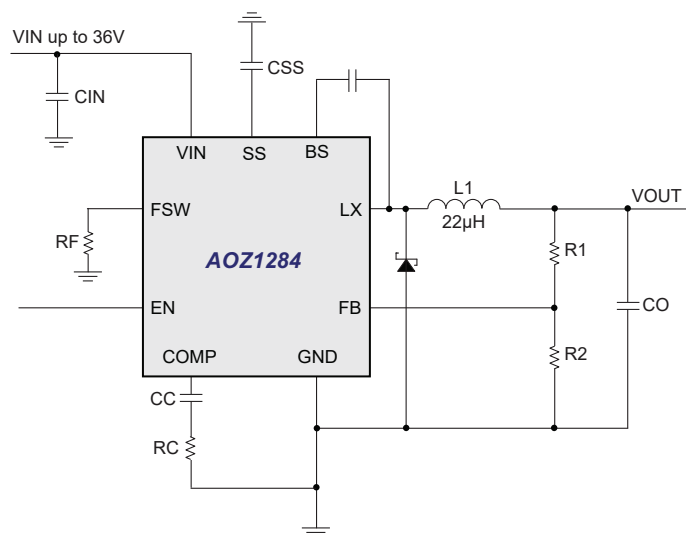 VIN up to 36V
CSS
CIN
VIN
SS
BS
FSW
LX
L1
22µH
VOUT
RF
AOZ1284
R1
EN
FB
CO
R2
COMP
GND
CC
RC